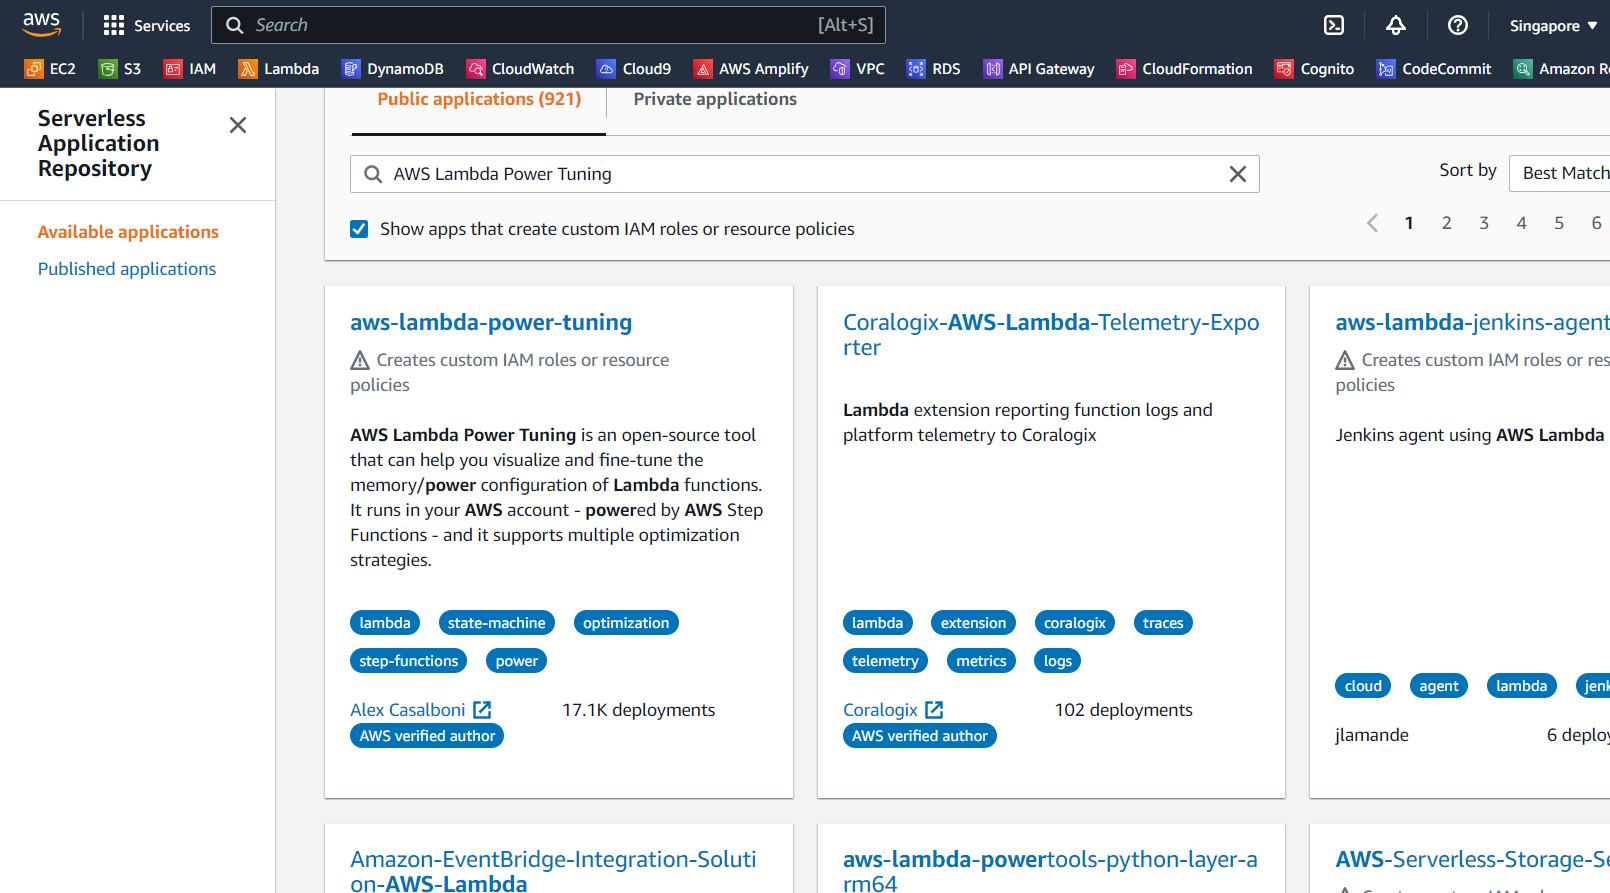 aws
Services
Search
[Alt+S]
Singapore
EC2
S3
IAM
Lambda
DynamoDB
CloudWatch
Cloud9
AWS Amplify
VPC
RDS
API Gateway
CloudFormation
Cognito
CodeCommit
Amazon R
Serverless
Application
Repository
Available applications
Published applications
Public applications (921)
Private applications
AWS Lambda Power Tuning
Sort by
Best Match
Show apps that create custom IAM roles or resource policies
1 2 3 4 5 6
aws-lambda-power-tuning
Creates custom IAM roles or resource
policies
AWS Lambda Power Tuning is an open-source tool
that can help you visualize and fine-tune the
memory/power configuration of Lambda functions.
It runs in your AWS account - powered by AWS Step
Functions - and it supports multiple optimization
strategies.
lambda
state-machine
optimization
step-functions
power
Alex Casalboni
17.1K deployments
AWS verified author
Coralogix-AWS-Lambda-Telemetry-Expo
rter
Lambda extension reporting function logs and
platform telemetry to Coralogix
lambda
extension
coralogix
traces
telemetry
metrics
logs
Coralogix
102 deployments
AWS verified author
aws-lambda-jenkins-agent
Creates custom IAM roles or res
policies
Jenkins agent using AWS Lambda
cloud
agent
lambda
jenk
jlamande
6 deploy
Amazon-EventBridge-Integration-Soluti
on-AWS-Lambda
aws-lambda-powertools-python-layer-a
rm64
AWS-Serverless-Storage-Se